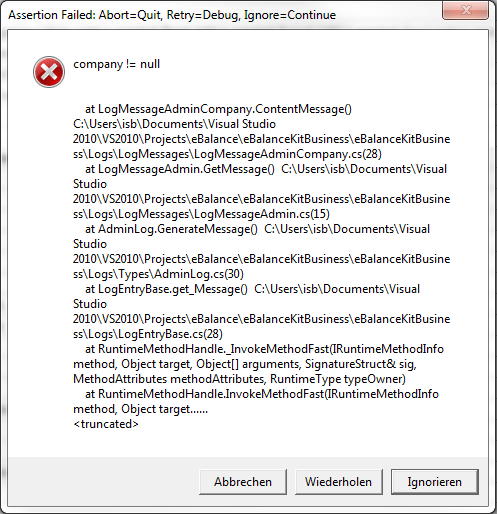 Assertion Failed: Abort=Quit, Retry=Debug, Ignore=Continue
company != null
at LogMessageAdminCompany.ContentMessage()
C:\Users\isb\Documents\Visual Studio
2010\VS2010\Projects\eBalance\eBalanceKitBusiness\eBalanceKitBusine
ss\Logs\LogMessages\LogMessageAdminCompany.cs(28)
at LogMessageAdmin.GetMessage()  C:\Users\isb\Documents\Visual
Studio
2010\VS2010\Projects\eBalance\eBalanceKitBusiness\eBalanceKitBusine
ss\Logs\LogMessages\LogMessageAdmin.cs(15)
at AdminLog.GenerateMessage()  C:\Users\isb\Documents\Visual
Studio
2010\VS2010\Projects\eBalance\eBalanceKitBusiness\eBalanceKitBusine
ss\Logs\Types\AdminLog.cs(30)
at LogEntryBase.get_Message()  C:\Users\isb\Documents\Visual
Studio
2010\VS2010\Projects\eBalance\eBalanceKitBusiness\eBalanceKitBusine
ss\Logs\LogEntryBase.cs(28)
at RuntimeMethodHandle._InvokeMethodFast(IRuntimeMethodInfo
method, Object target, Object[] arguments, SignatureStruct& sig,
MethodAttributes methodAttributes, RuntimeType typeOwner)
at RuntimeMethodHandle.InvokeMethodFast(IRuntimeMethodInfo
method, Object target......
<truncated>
Abbrechen Wiederholen Ignorieren